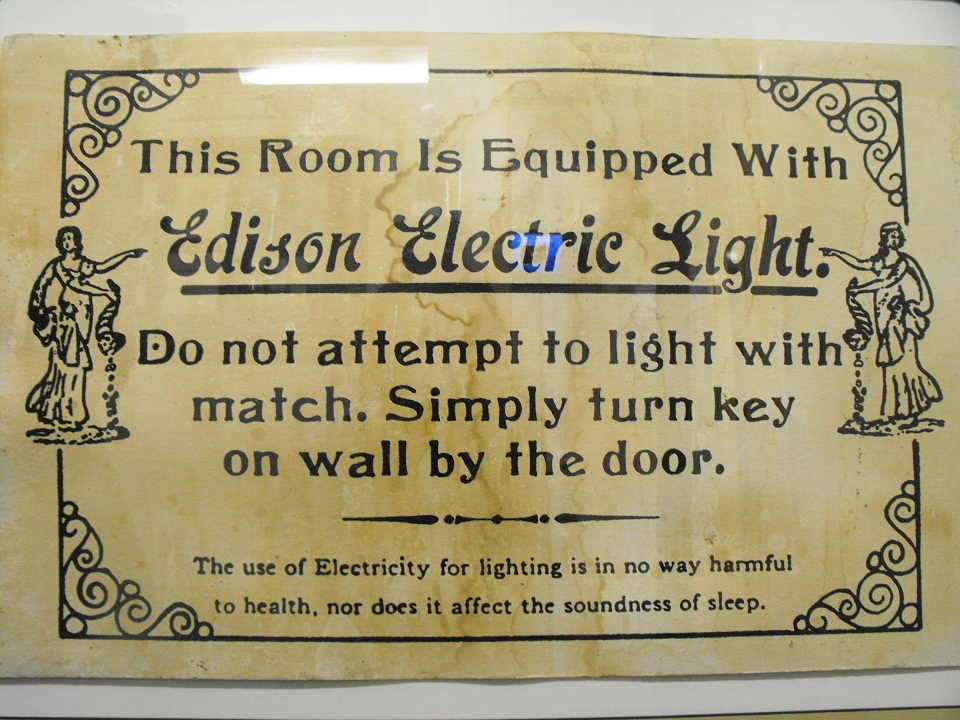 This Room Is Equipped With
Edison Electric Light.
Do not attempt to light with
match. Simply turn key
on wall by the door.
The use of Electricity for lighting is in no way harmful
to health, nor does it affect the soundness of sleep.